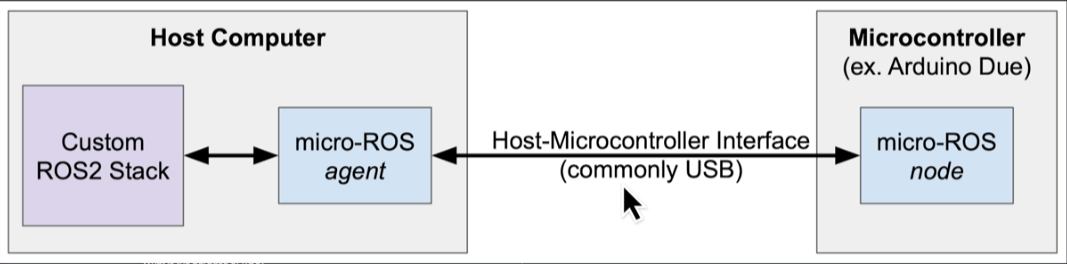 Host Computer
Custom
ROS2 Stack
micro-ROS
agent
Host-Microcontroller Interface
(commonly USB)
Microcontroller
(ex. Arduino Due)
micro-ROS
node